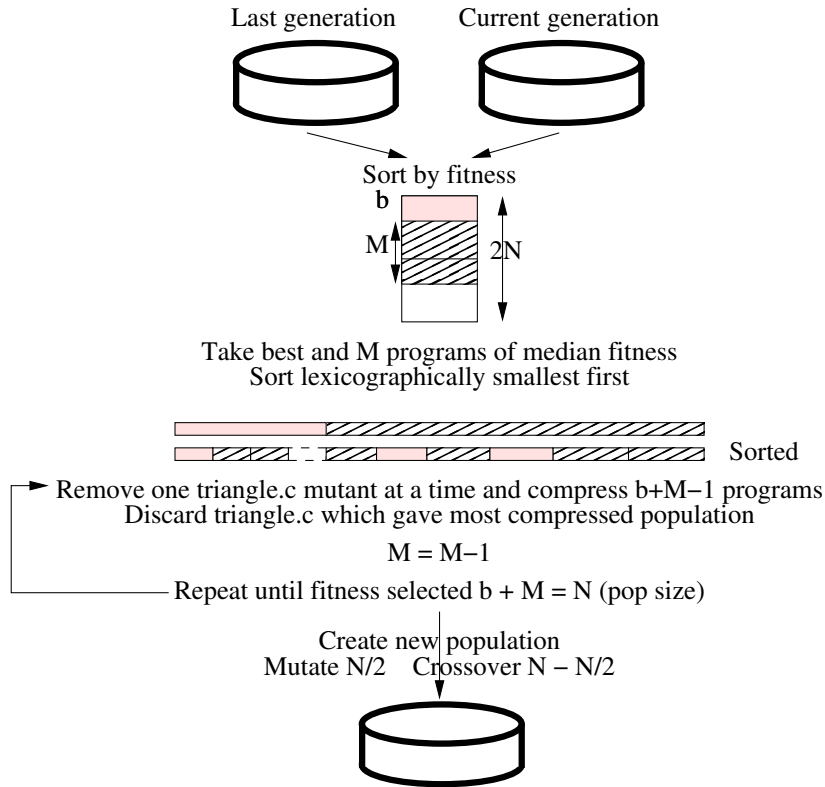 Last generation
Current generation
Sort by fitness
b
M
2N
Take best and M programs of median fitness
Sort lexicographically smallest first
Sorted
Remove one triangle.c mutant at a time and compress b+M−1 programs
Discard triangle.c which gave most compressed population
M = M−1
Repeat until fitness selected b + M = N (pop size)
Create new population
Mutate N/2 Crossover N − N/2